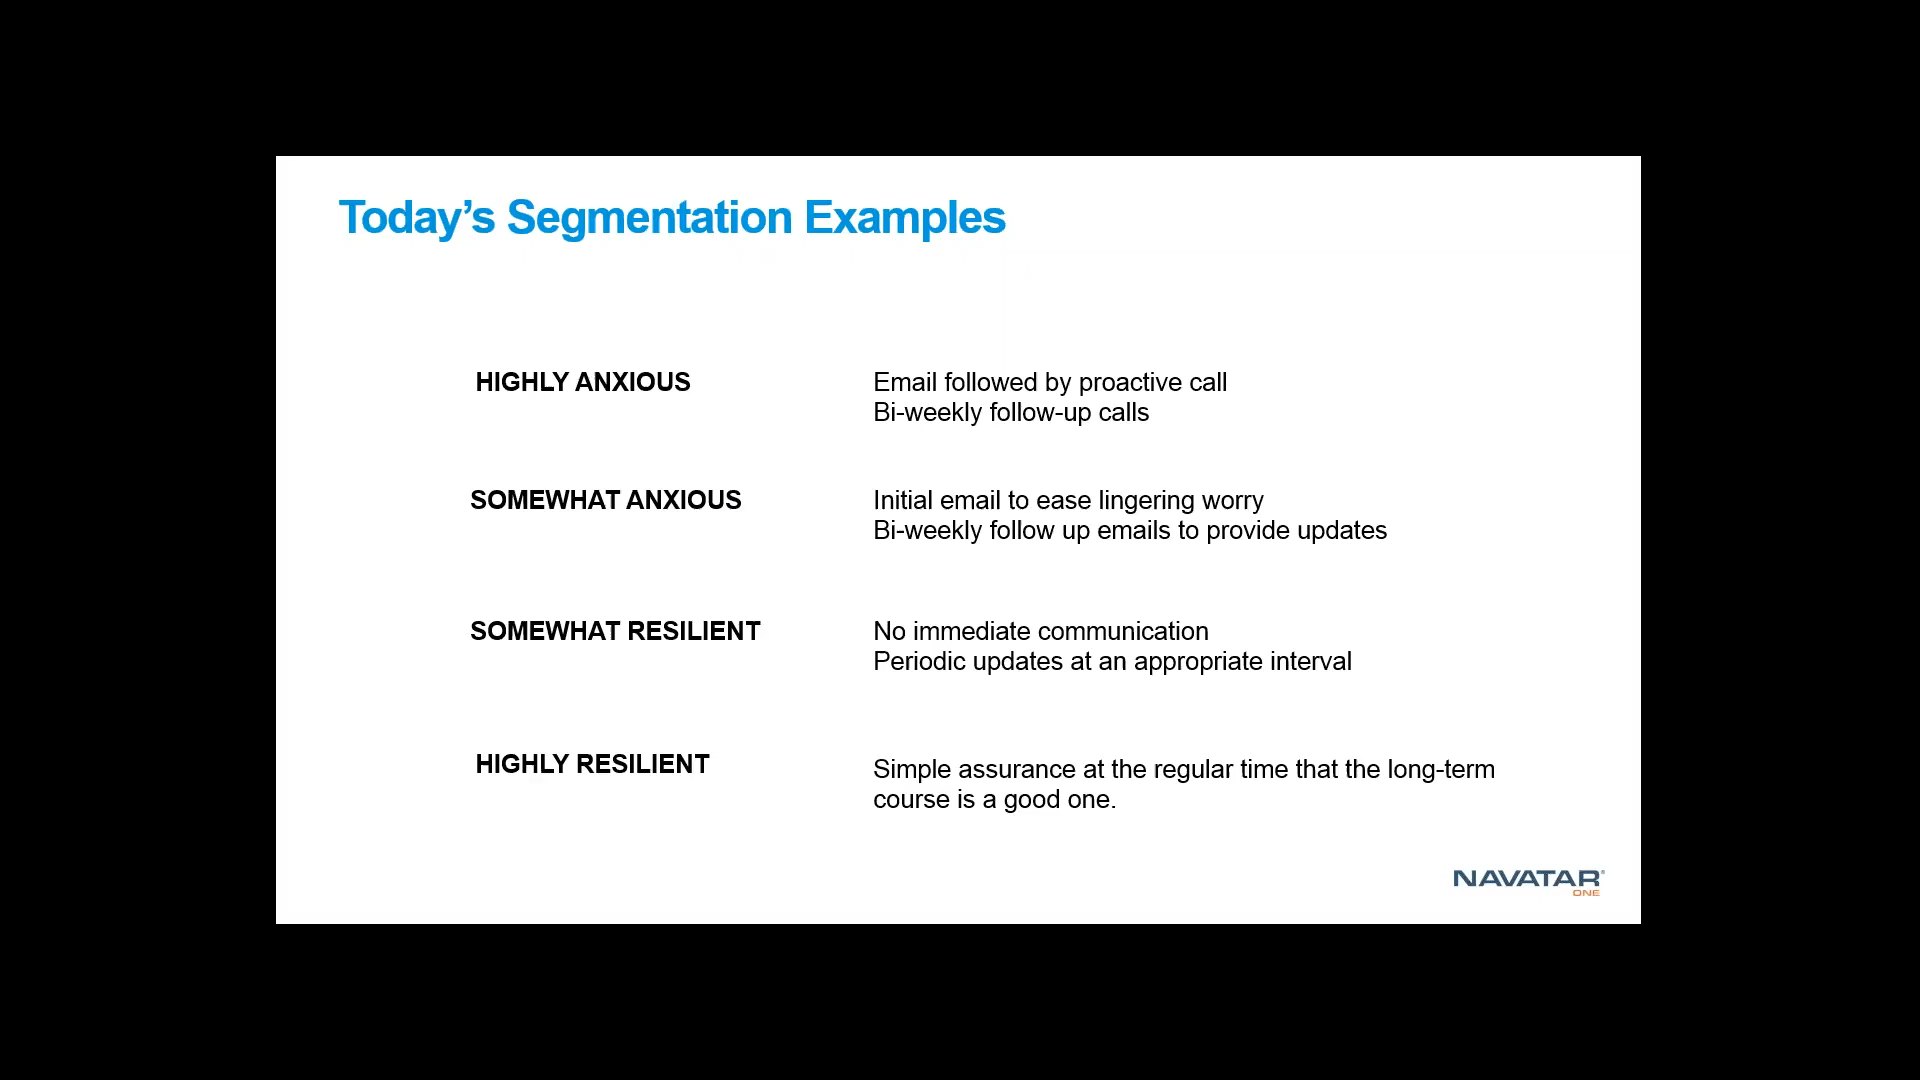 Today’s Segmentation Examples
HIGHLY ANXIOUS
Email followed by proactive call
Bi-weekly follow-up calls
SOMEWHAT ANXIOUS
Initial email to ease lingering worry
Bi-weekly follow up emails to provide updates
SOMEWHAT RESILIENT
No immediate communication
Periodic updates at an appropriate interval
HIGHLY RESILIENT
Simple assurance at the regular time that the long-term
course is a good one.
NAVATAR®
ONE